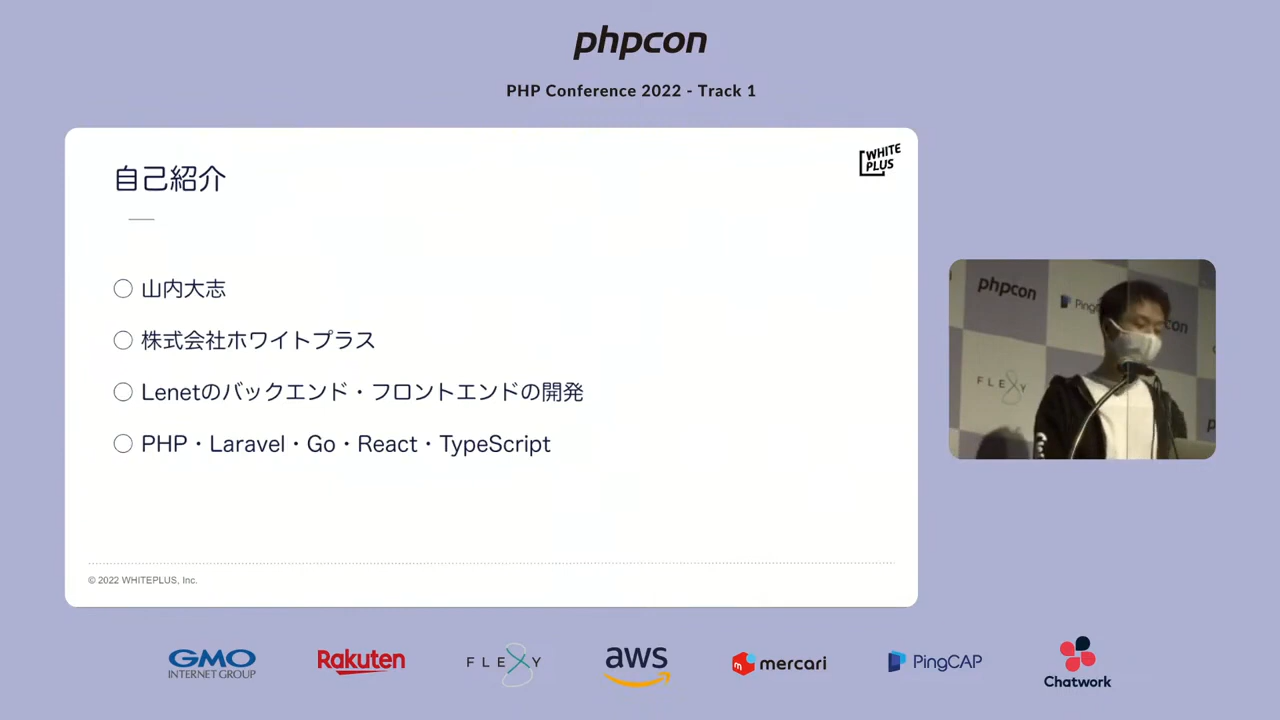 phpcon
PHP Conference 2022 - Track 1
自己紹介
WHITE
PLUS
○ 山内大志
○ 株式会社ホワイトプラス
○ Lenetのバックエンド・フロントエンドの開発
○ PHP・Laravel・Go・React・TypeScript
© 2022 WHITEPLUS, Inc.
phpcon
FLEXY
GMO
INTERNET GROUP
Rakuten
FLEXY
aws
mercari
PingCAP
Chatwork